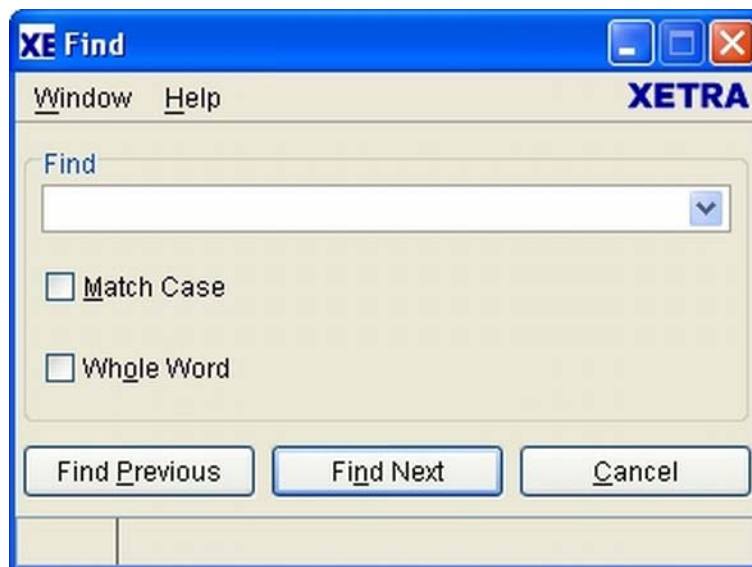 XE Find
Window Help XETRA
Find
Match Case
Whole Word
Find Previous Find Next Cancel